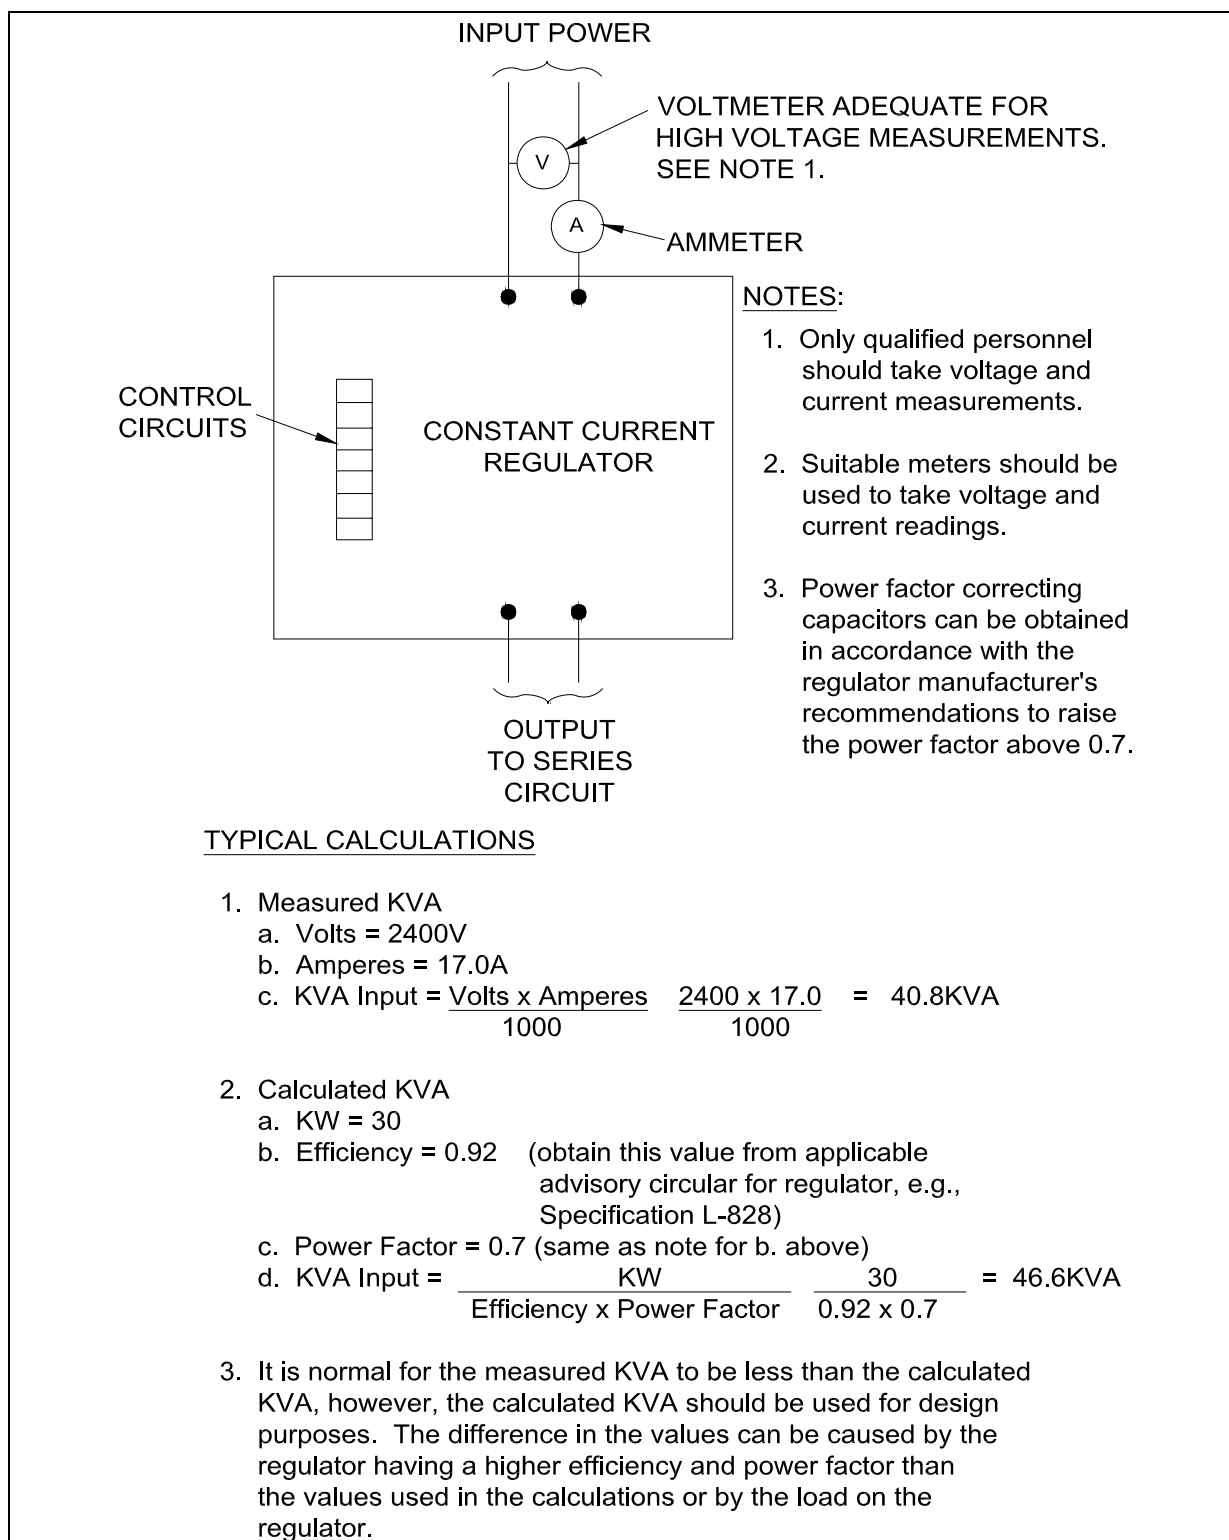 INPUT POWER
VOLTMETER ADEQUATE FOR
HIGH VOLTAGE MEASUREMENTS.
SEE NOTE 1.
V
A
AMMETER
CONTROL
CIRCUITS
CONSTANT CURRENT
REGULATOR
OUTPUT
TO SERIES
CIRCUIT
NOTES:
1. Only qualified personnel
should take voltage and
current measurements.
2. Suitable meters should be
used to take voltage and
current readings.
3. Power factor correcting
capacitors can be obtained
in accordance with the
regulator manufacturer's
recommendations to raise
the power factor above 0.7.
TYPICAL CALCULATIONS
1. Measured KVA
a. Volts = 2400V
b. Amperes = 17.0A
c. KVA Input = Volts x Amperes 2400 x 17.0 = 40.8KVA
1000 1000
2. Calculated KVA
a. KW = 30
b. Efficiency = 0.92 (obtain this value from applicable
advisory circular for regulator, e.g.,
Specification L-828)
c. Power Factor = 0.7 (same as note for b. above)
d. KVA Input = KW 30 = 46.6KVA
Efficiency x Power Factor 0.92 x 0.7
3. It is normal for the measured KVA to be less than the calculated
KVA, however, the calculated KVA should be used for design
purposes. The difference in the values can be caused by the
regulator having a higher efficiency and power factor than
the values used in the calculations or by the load on the
regulator.